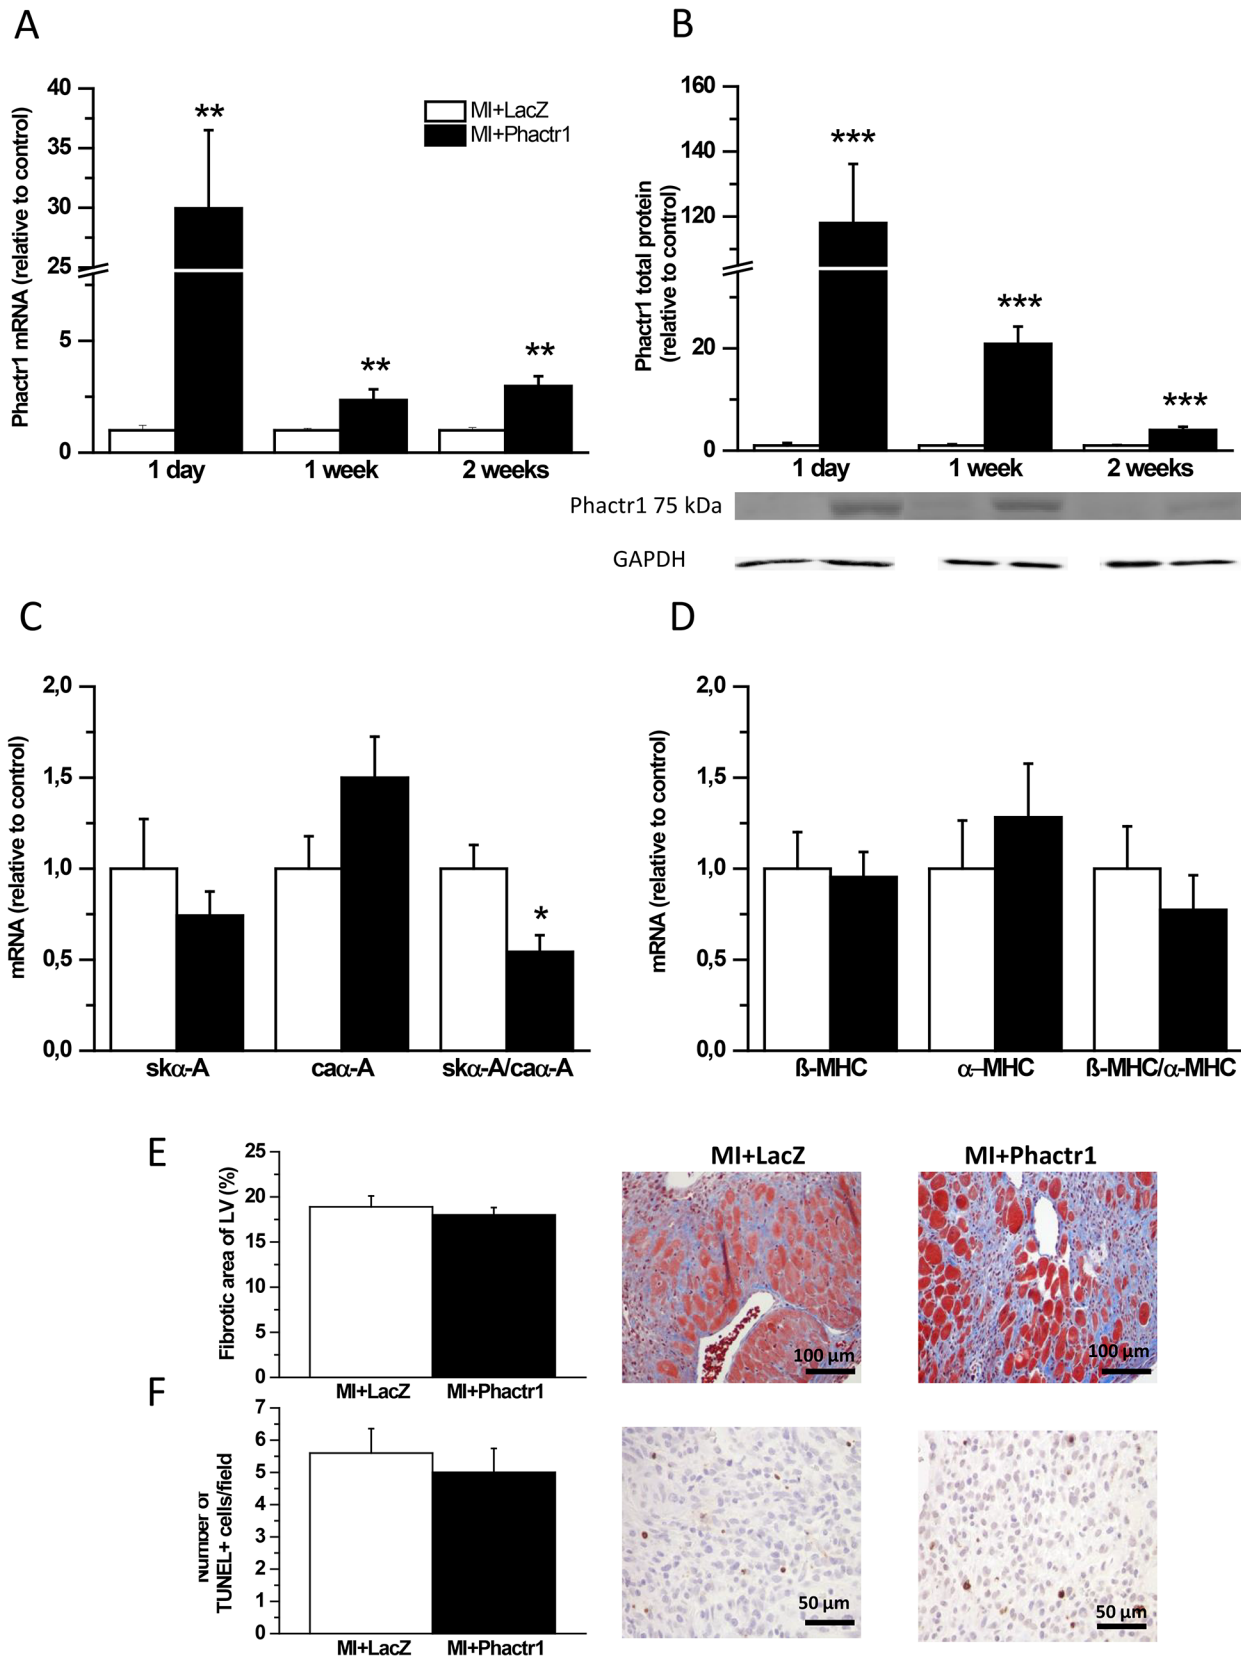 A
Phactr1 mRNA (relative to control)
40
35
30
25
5
0
**
**
**
MI+LacZ
MI+Phactr1
1 day
1 week
2 weeks
B
Phactr1 total protein
(relative to control)
160
140
120
20
0
***
***
***
1 day
1 week
2 weeks
Phactr1 75 kDa
GAPDH
C
mRNA (relative to control)
2,0
1,5
1,0
0,5
0,0
*
skα-A
caα-A
skα-A/caα-A
D
mRNA (relative to control)
2,0
1,5
1,0
0,5
0,0
ß-MHC
α–MHC
ß-MHC/α-MHC
E
Fibrotic area of LV (%)
25
20
15
10
5
0
MI+LacZ
MI+Phactr1
MI+LacZ
MI+Phactr1
100 µm
100 µm
F
Number of
TUNEL+ cells/field
7
6
5
4
3
2
1
0
MI+LacZ
MI+Phactr1
50 µm
50 µm